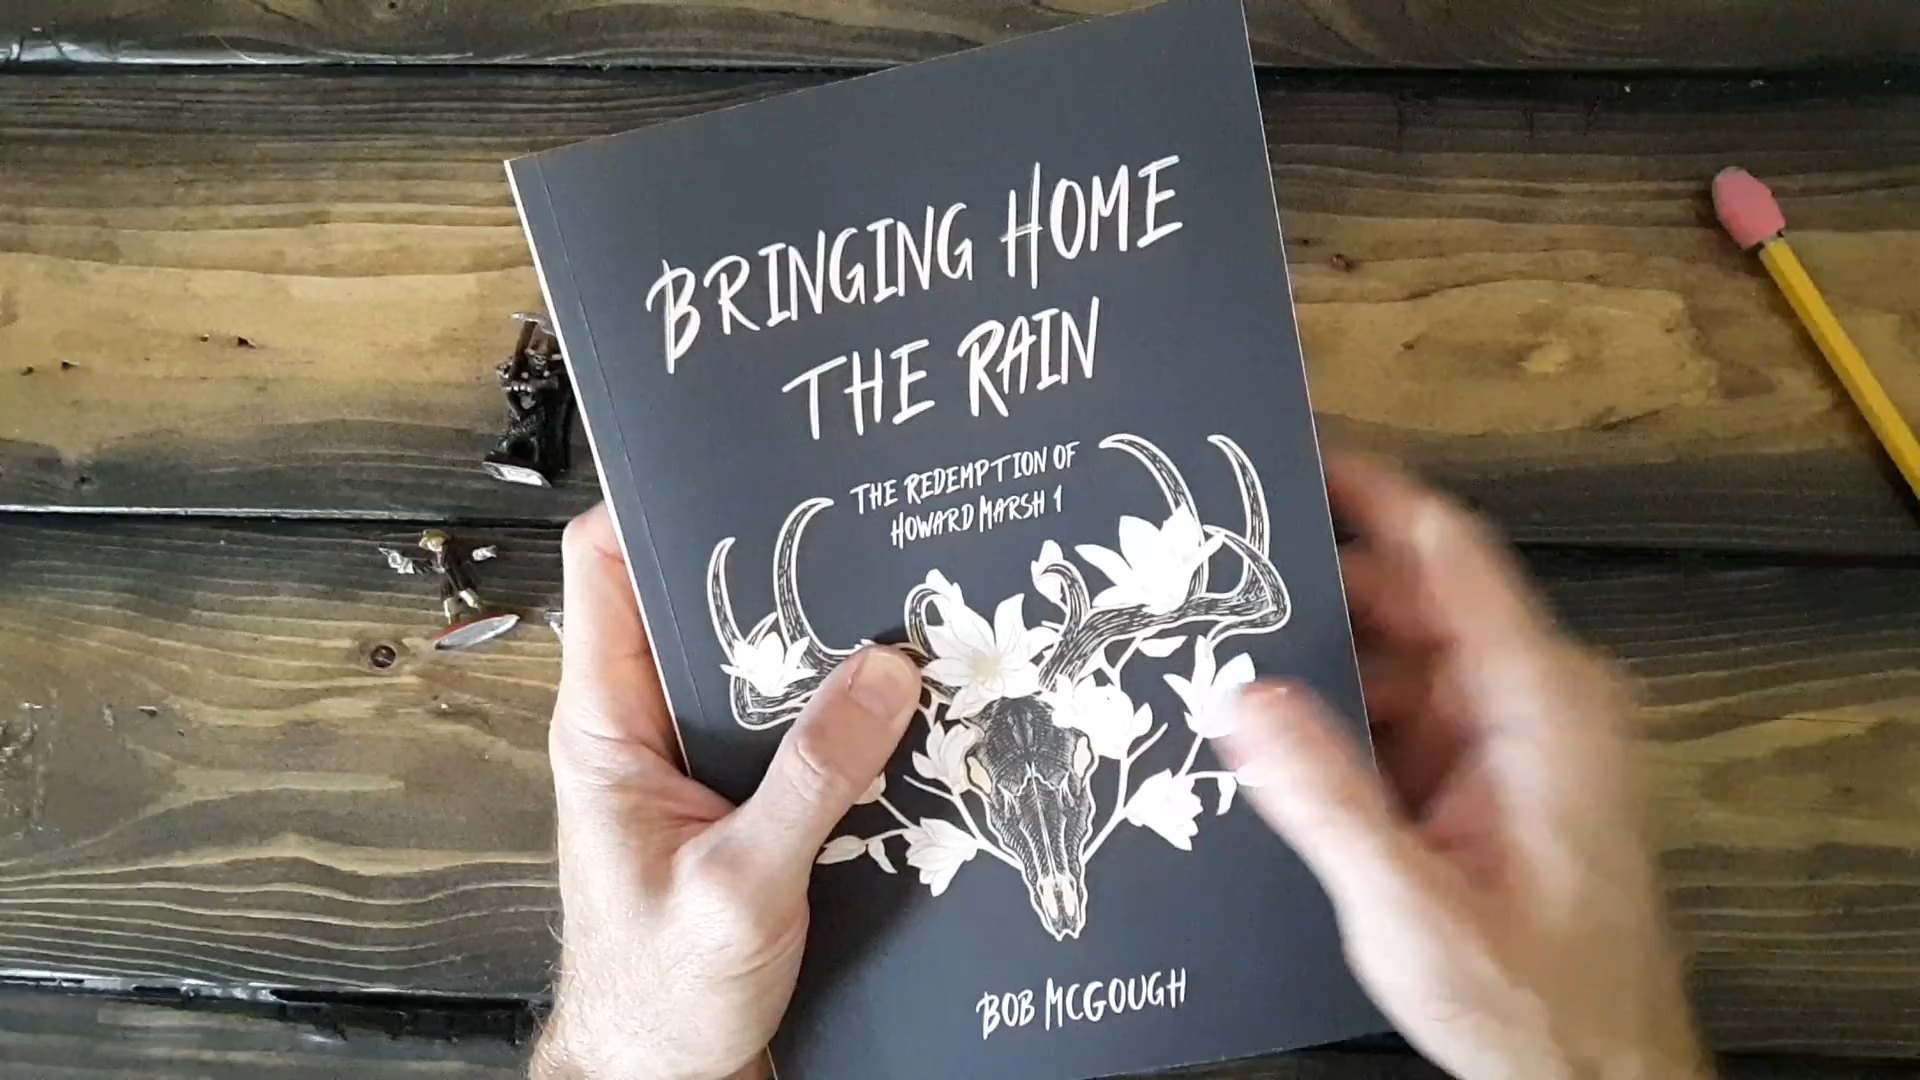 BRINGING HOME
THE RAIN
THE REDEMPTION OF
HOWARD MARSH 1
BOB MCGOUGH